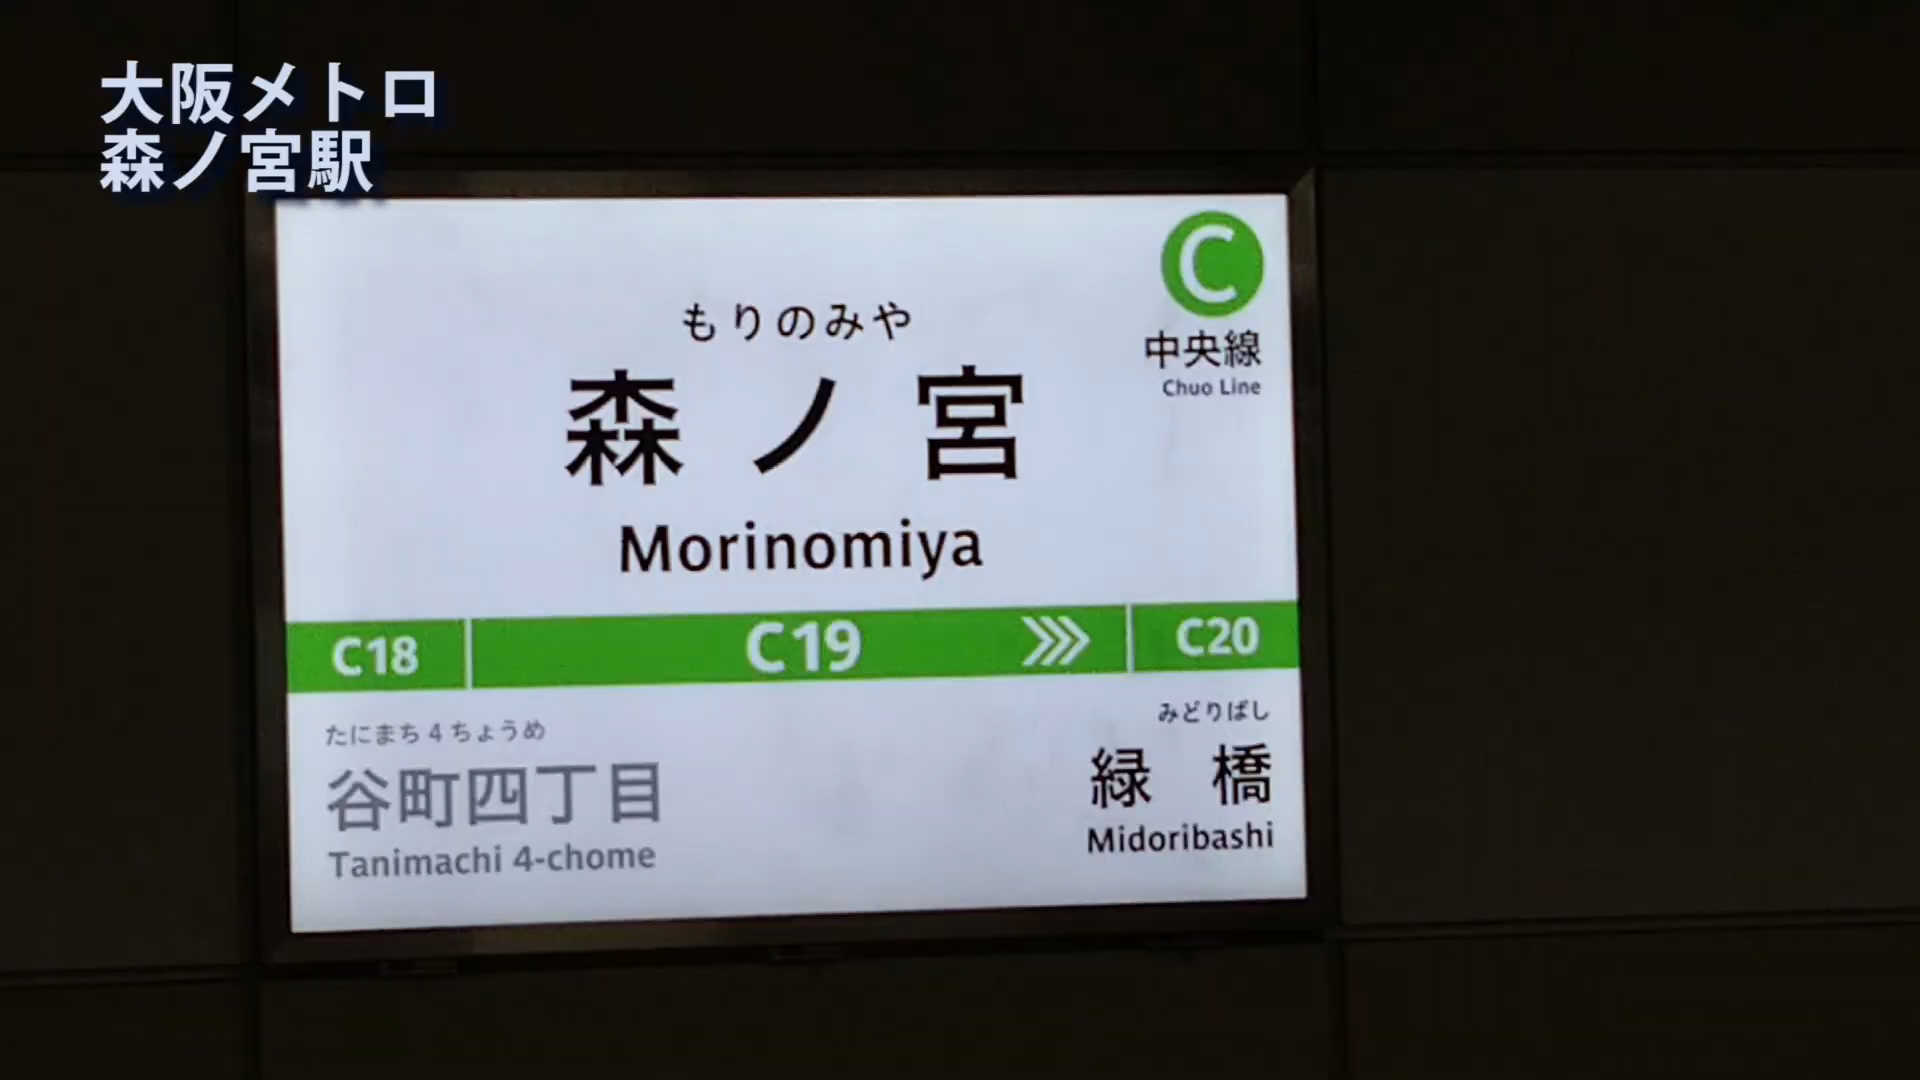 大阪メトロ
森ノ宮駅
C
中央線
Chuo Line
もりのみや
森ノ宮
Morinomiya
C18 C19 C20
たにまち4ちょうめ
谷町四丁目
Tanimachi 4-chome
みどりばし
緑橋
Midoribashi